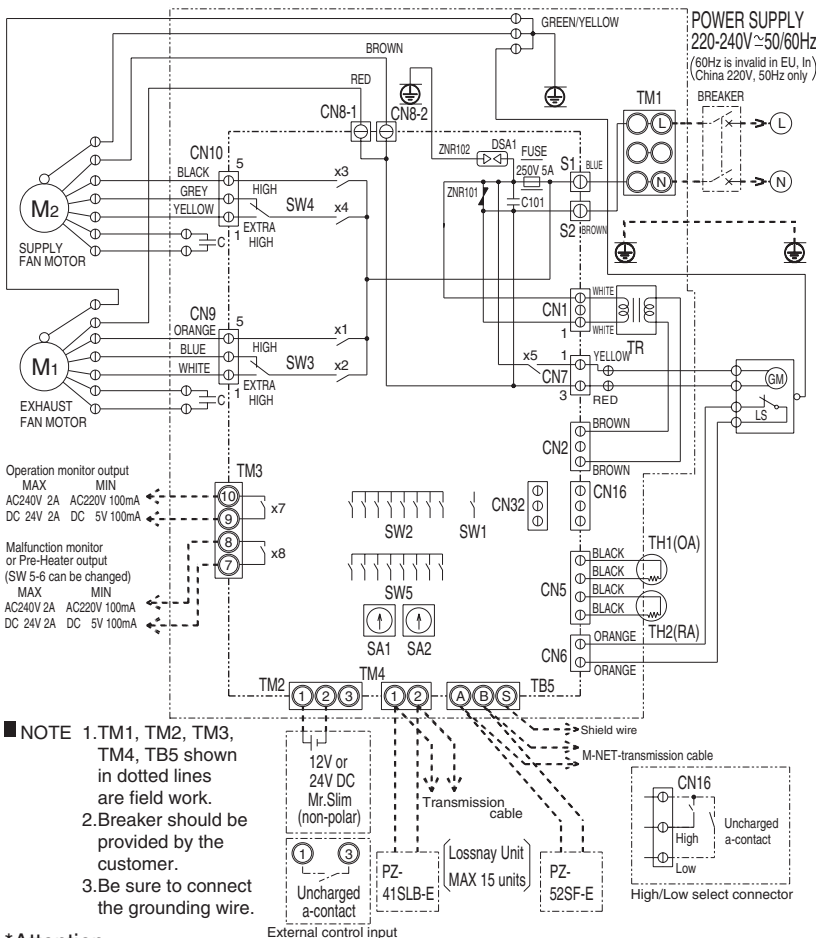 GREEN/YELLOW
POWER SUPPLY
220-240V~50/60Hz
(60Hz is invalid in EU, In
China 220V, 50Hz only)
BROWN
RED
CN8-1
CN8-2
TM1
BREAKER
L
L
N
N
CN10
5
BLACK
GREY
YELLOW
HIGH
SW4
EXTRA
HIGH
1
C
x3
x4
M2
SUPPLY
FAN MOTOR
ZNR102
DSA1
FUSE
250V 5A
ZNR101
C101
S1
BLUE
S2
BROWN
CN9
5
ORANGE
BLUE
WHITE
HIGH
SW3
EXTRA
HIGH
1
C
x1
x2
M1
EXHAUST
FAN MOTOR
WHITE
CN1
1
WHITE
TR
x5
1
YELLOW
CN7
3
RED
GM
LS
BROWN
CN2
BROWN
Operation monitor output
MAX MIN
AC240V 2A AC220V 100mA
DC 24V 2A DC 5V 100mA
Malfunction monitor
or Pre-Heater output
(SW 5-6 can be changed)
MAX MIN
AC240V 2A AC220V 100mA
DC 24V 2A DC 5V 100mA
TM3
10
9
8
7
x7
x8
SW2
SW1
CN32
CN16
SW5
SA1
SA2
BLACK
BLACK
BLACK
BLACK
CN5
TH1(OA)
TH2(RA)
ORANGE
CN6
ORANGE
TM2
1 2 3
TM4
1 2
A B S
TB5
■ NOTE 1.TM1, TM2, TM3,
TM4, TB5 shown
in dotted lines
are field work.
2.Breaker should be
provided by the
customer.
3.Be sure to connect
the grounding wire.
12V or
24V DC
Mr.Slim
(non-polar)
1 3
Uncharged
a-contact
External control input
Transmission
cable
PZ-
41SLB-E
Lossnay Unit
MAX 15 units
PZ-
52SF-E
Shield wire
M-NET-transmission cable
CN16
High
Low
Uncharged
a-contact
High/Low select connector